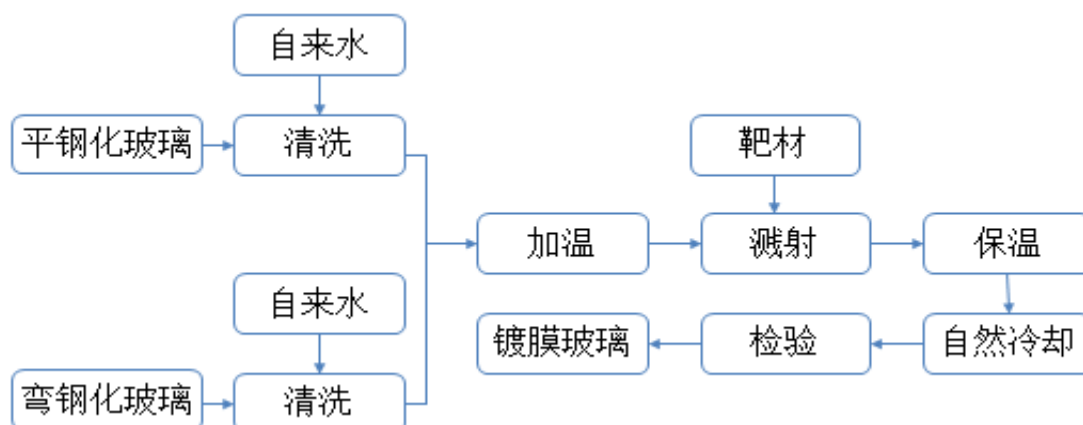 自来水
平钢化玻璃
清洗
靶材
加温
溅射
保温
自来水
镀膜玻璃
检验
自然冷却
弯钢化玻璃
清洗